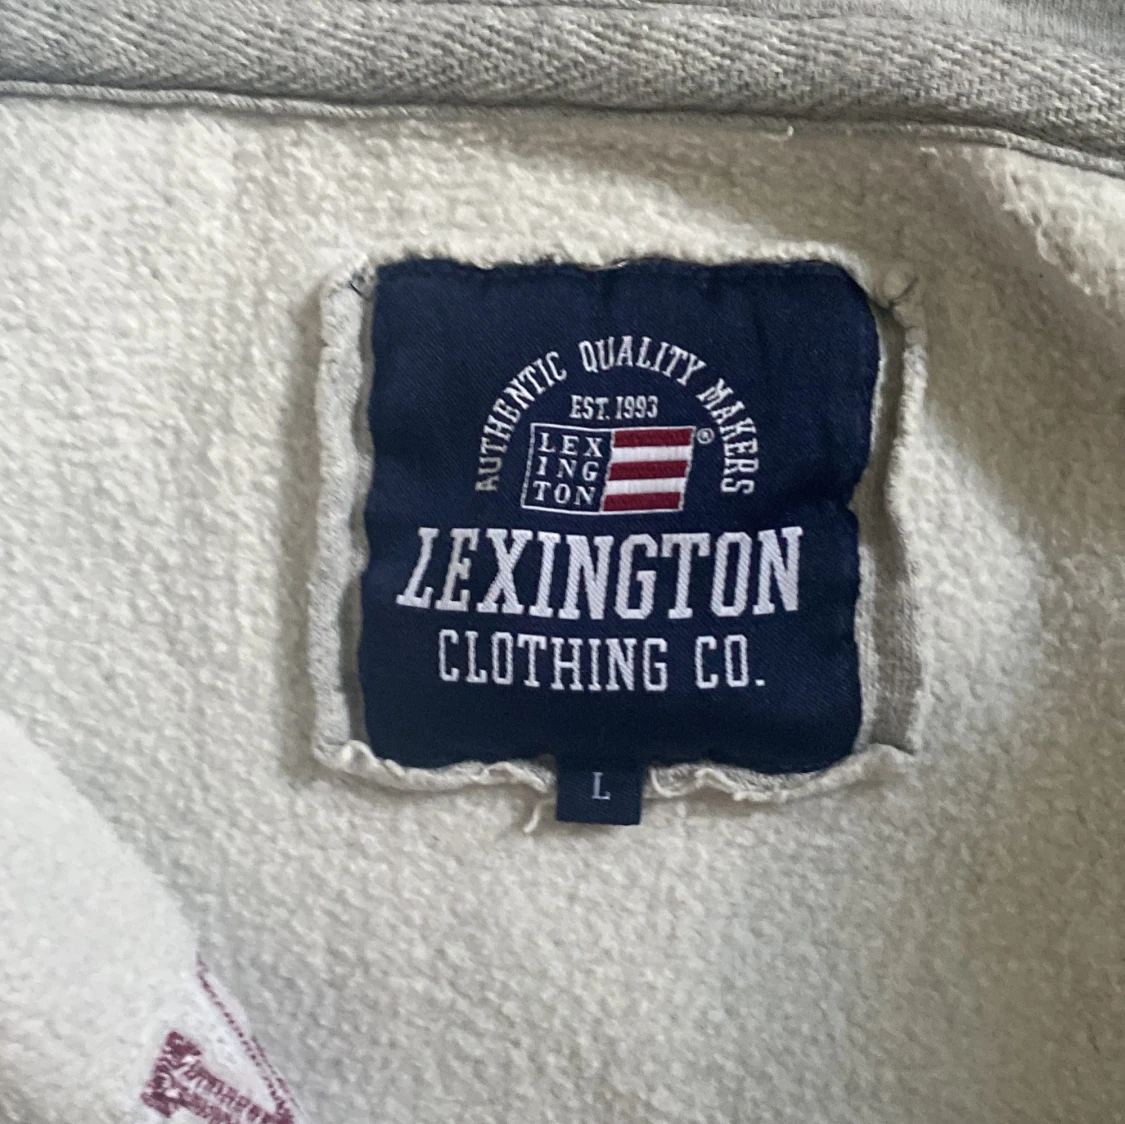 AUTHENTIC QUALITY MAKERS
EST. 1993
LEX
ING
TON
®
LEXINGTON
CLOTHING CO.
L